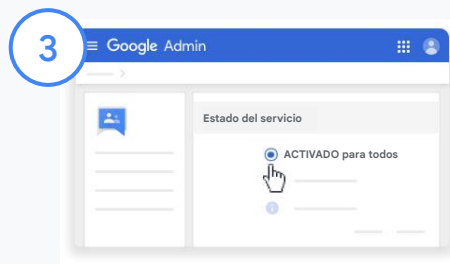 3
Google Admin
Estado del servicio
ACTIVADO para todos